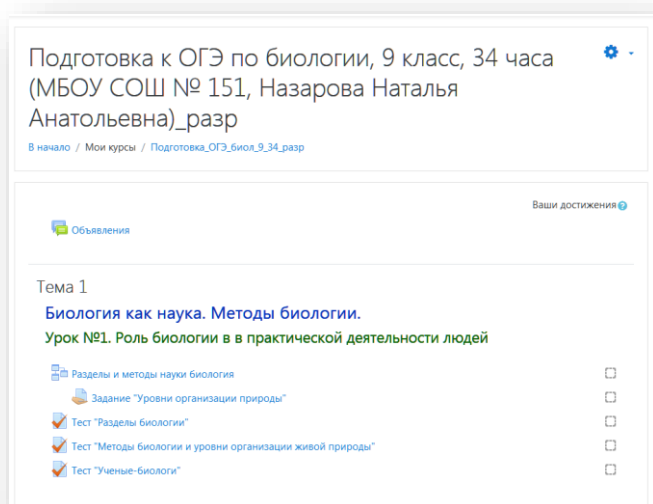 Подготовка к ОГЭ по биологии, 9 класс, 34 часа
(МБОУ СОШ № 151, Назарова Наталья
Анатольевна)_разр
В начало / Мои курсы / Подготовка_ОГЭ_биол_9_34_разр
Ваши достижения
Объявления
Тема 1
Биология как наука. Методы биологии.
Урок №1. Роль биологии в в практической деятельности людей
Разделы и методы науки биология
Задание "Уровни организации природы"
Тест "Разделы биологии"
Тест "Методы биологии и уровни организации живой природы"
Тест "Ученые-биологи"